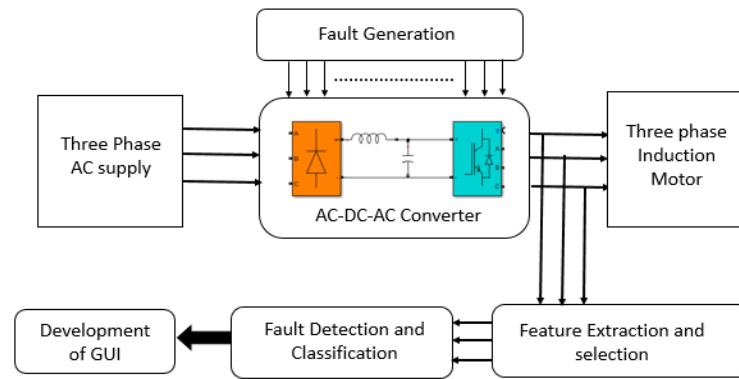 Fault Generation
Three Phase
AC supply
A
B
C
+
-
+
-
g
A
B
C
AC-DC-AC Converter
Three phase
Induction
Motor
Development
of GUI
Fault Detection and
Classification
Feature Extraction and
selection